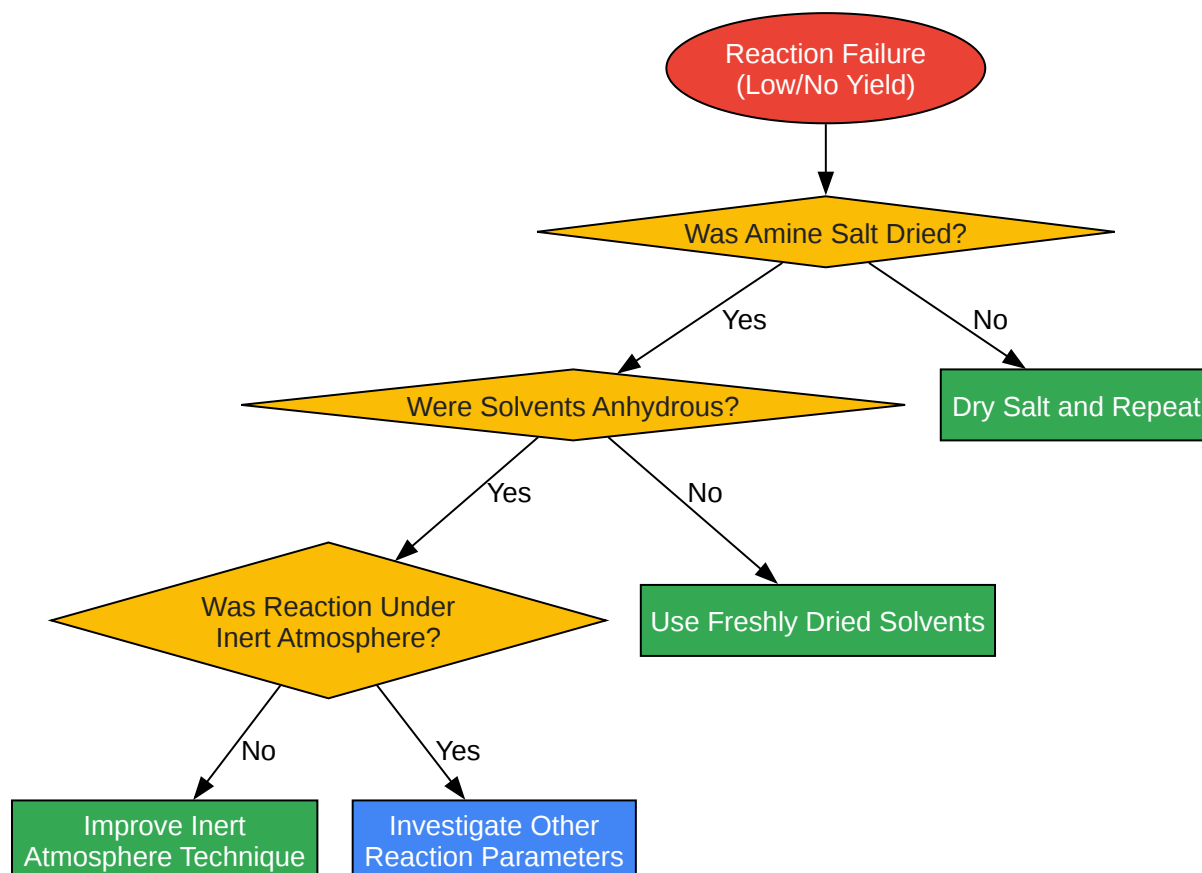 Reaction Failure
(Low/No Yield)
Was Amine Salt Dried?
Yes
No
Were Solvents Anhydrous?
Dry Salt and Repeat
Yes
No
Was Reaction Under
Inert Atmosphere?
Use Freshly Dried Solvents
No
Yes
Improve Inert
Atmosphere Technique
Investigate Other
Reaction Parameters